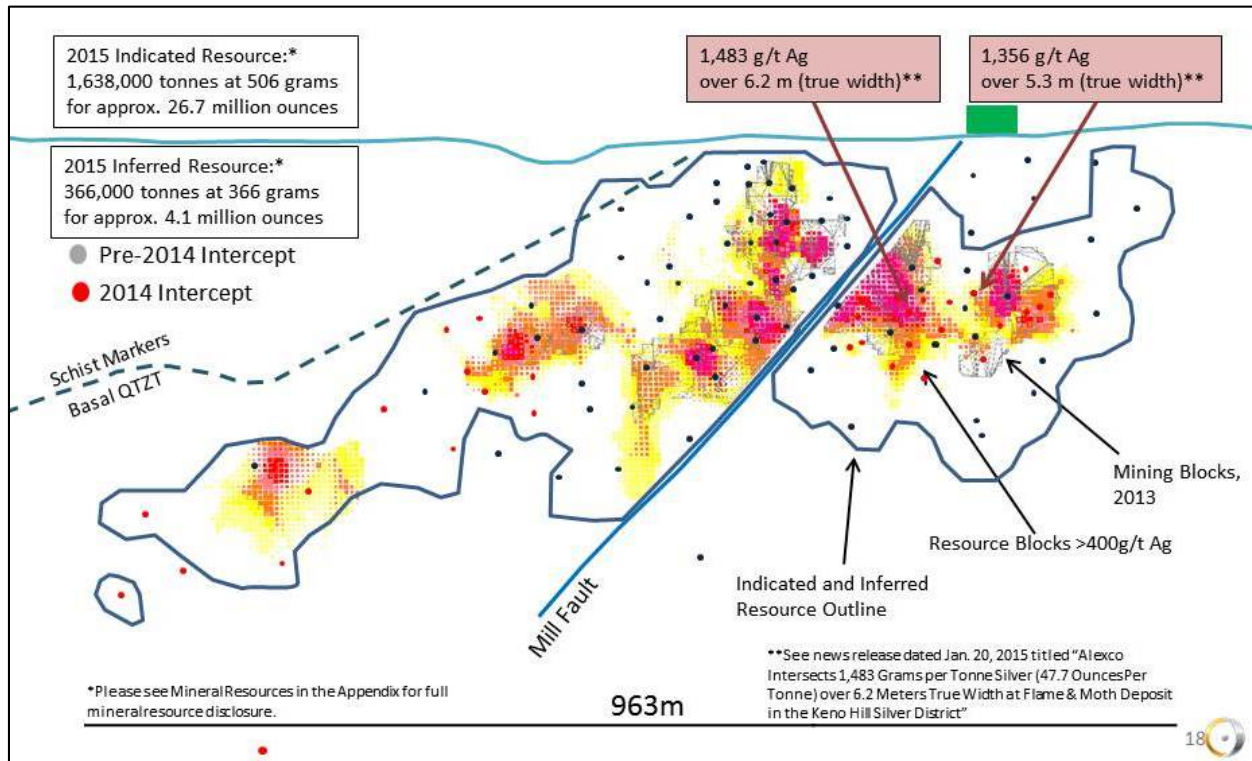 2015 Indicated Resource:*
1,638,000 tonnes at 506 grams
for approx. 26.7 million ounces
1,483 g/t Ag
over 6.2 m (true width)**
1,356 g/t Ag
over 5.3 m (true width)**
2015 Inferred Resource:*
366,000 tonnes at 366 grams
for approx. 4.1 million ounces
Pre-2014 Intercept
2014 Intercept
Schist Markers
Basal QTZT
Mining Blocks,
2013
Resource Blocks >400g/t Ag
Indicated and Inferred
Resource Outline
Mill Fault
**See news release dated Jan. 20, 2015 titled "Alexco
Intersects 1,483 Grams per Tonne Silver (47.7 Ounces Per
Tonne) over 6.2 Meters True Width at Flame & Moth Deposit
in the Keno Hill Silver District"
*Please see Mineral Resources in the Appendix for full
mineral resource disclosure.
963m
18